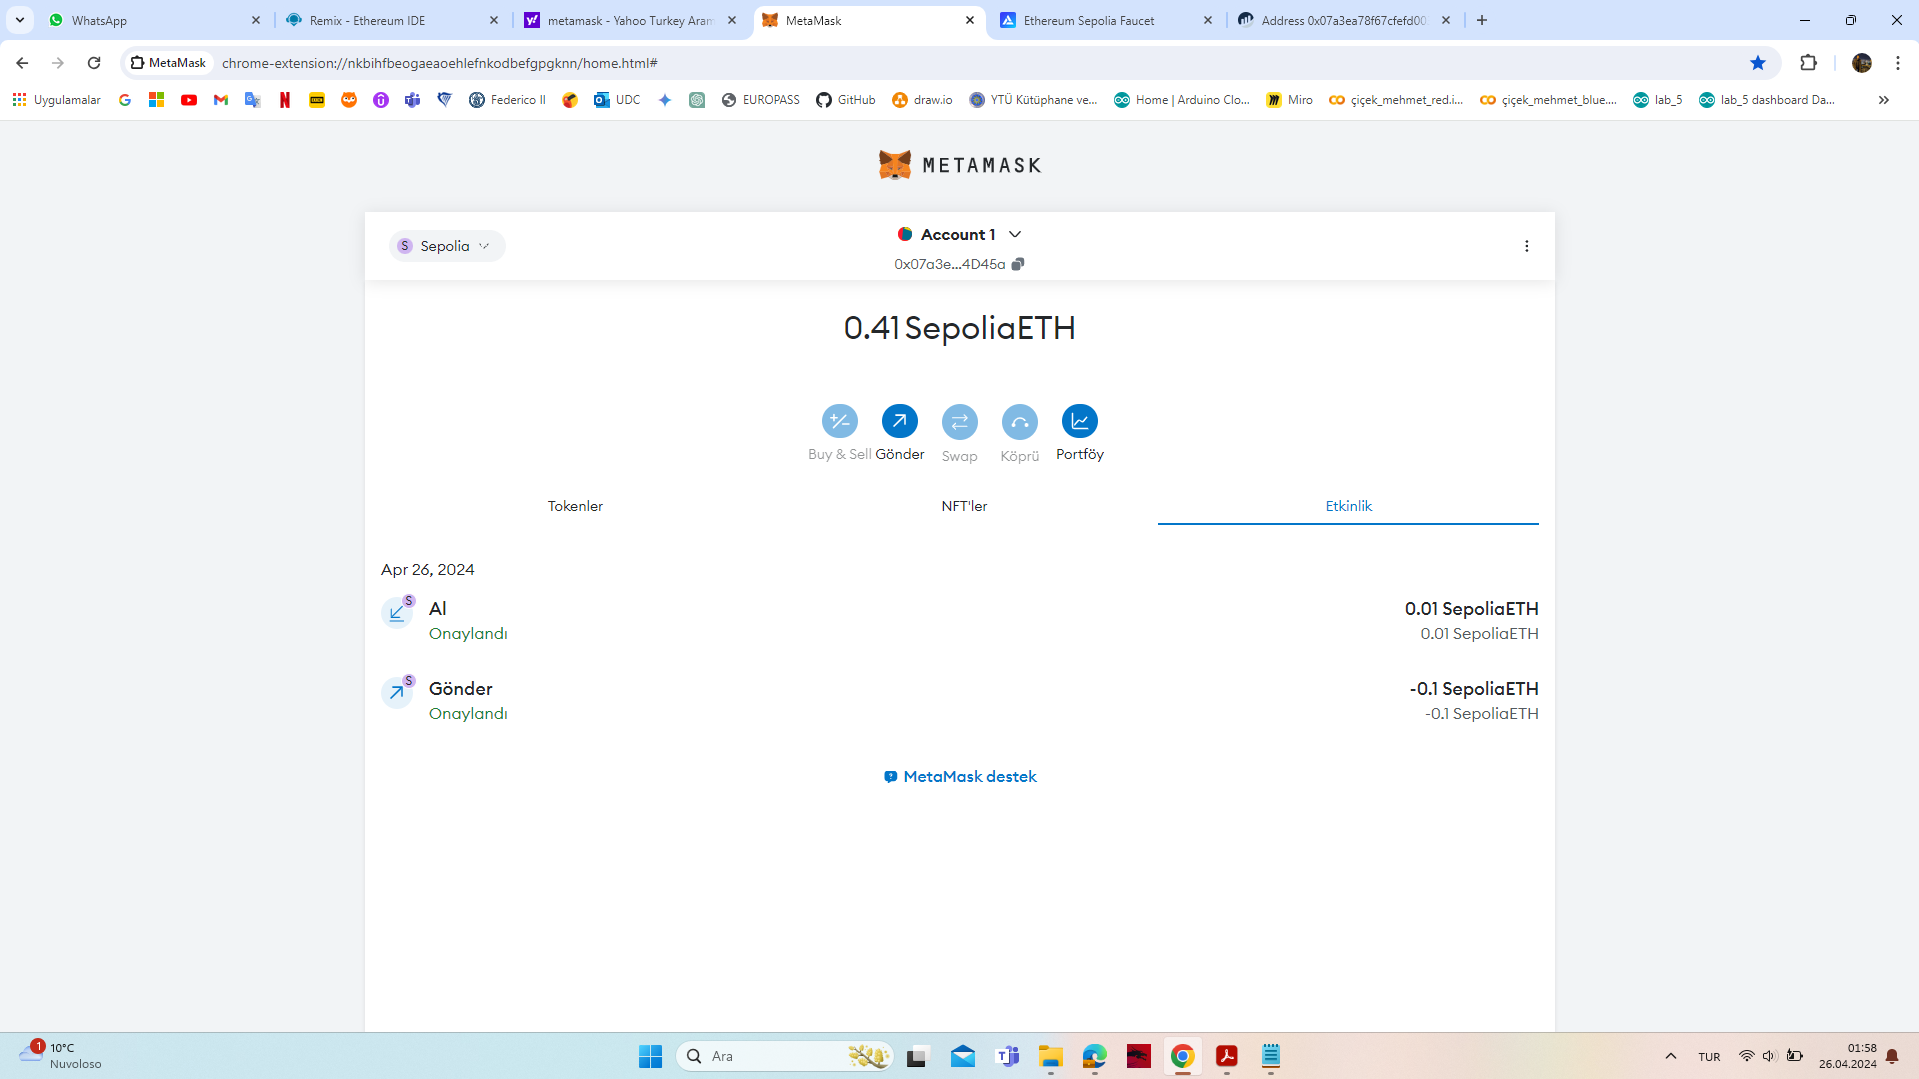 WhatsApp
Remix - Ethereum IDE
metamask - Yahoo Turkey Aram
MetaMask
Ethereum Sepolia Faucet
Address 0x07a3ea78f67cfefd00
MetaMask
chrome-extension://nkbihfbeogaeaoehlefnkodbefgpgknn/home.html#
Uygulamalar
Federico II
UDC
EUROPASS
GitHub
draw.io
YTÜ Kütüphane ve...
Home | Arduino Clo...
Miro
çiçek_mehmet_red.i...
çiçek_mehmet_blue....
lab_5
lab_5 dashboard Da...
METAMASK
S Sepolia
Account 1
0x07a3e...4D45a
0.41 SepoliaETH
Buy & Sell
Gönder
Swap
Köprü
Portföy
Tokenler
NFT'ler
Etkinlik
Apr 26, 2024
S
Al
0.01 SepoliaETH
Onaylandı
0.01 SepoliaETH
S
Gönder
-0.1 SepoliaETH
Onaylandı
-0.1 SepoliaETH
MetaMask destek
1
10°C
Nuvoloso
Ara
TUR
01:58
26.04.2024